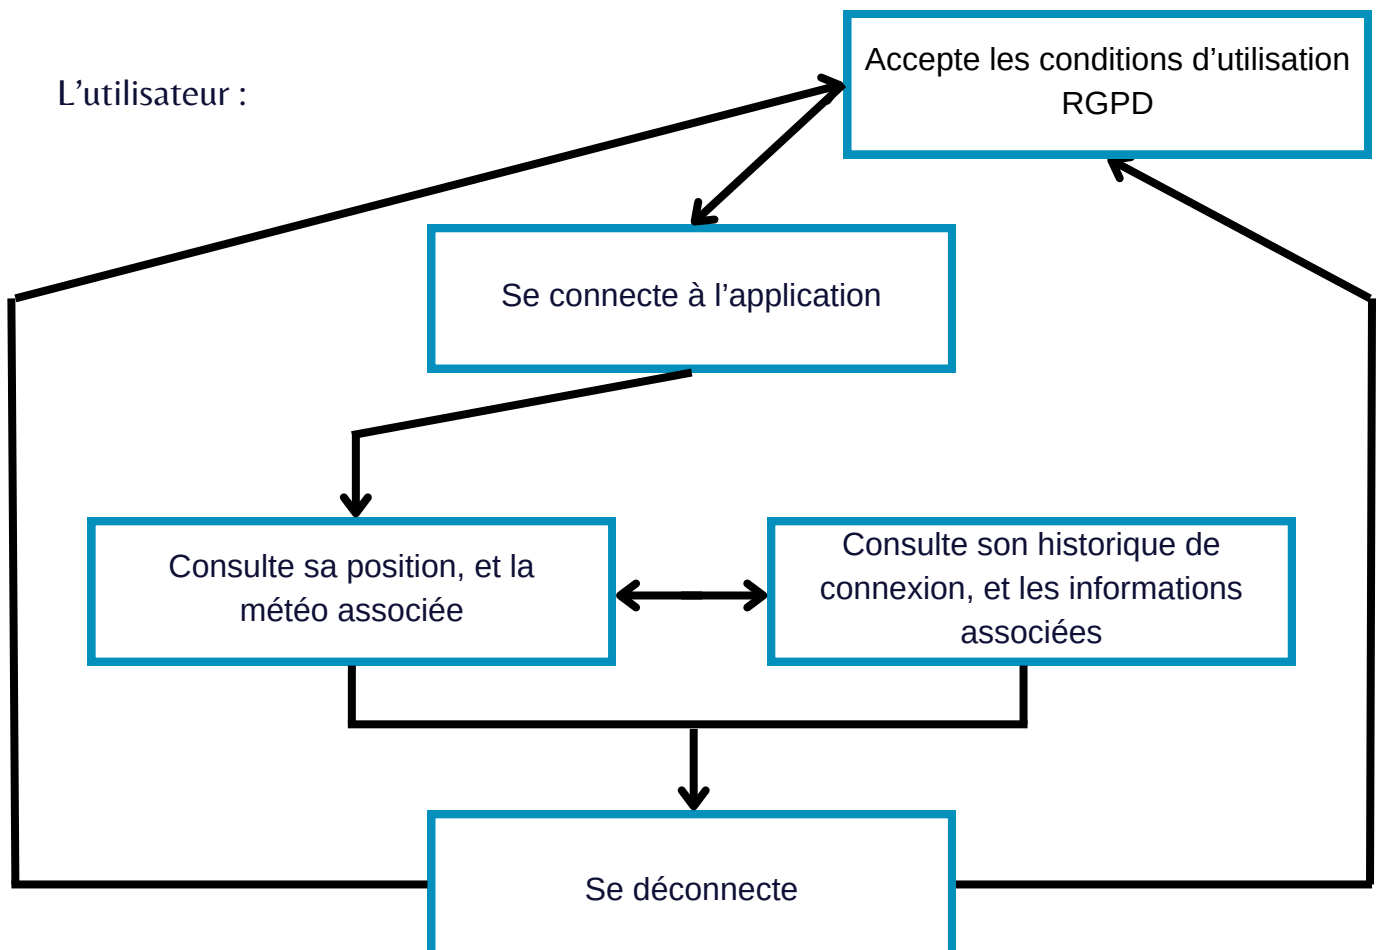 L’utilisateur :
Accepte les conditions d’utilisation
RGPD
Se connecte à l’application
Consulte sa position, et la
météo associée
Consulte son historique de
connexion, et les informations
associées
Se déconnecte